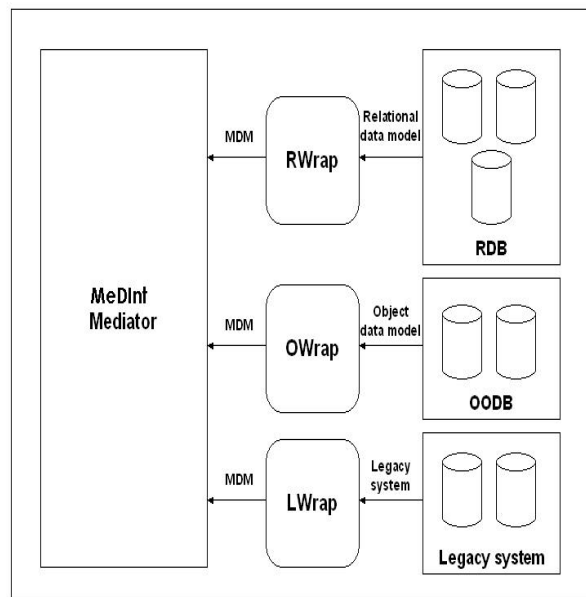 MeDInt
Mediator
MDM
RWrap
Relational
data model
RDB
MDM
OWrap
Object
data model
OODB
MDM
LWrap
Legacy
system
Legacy system